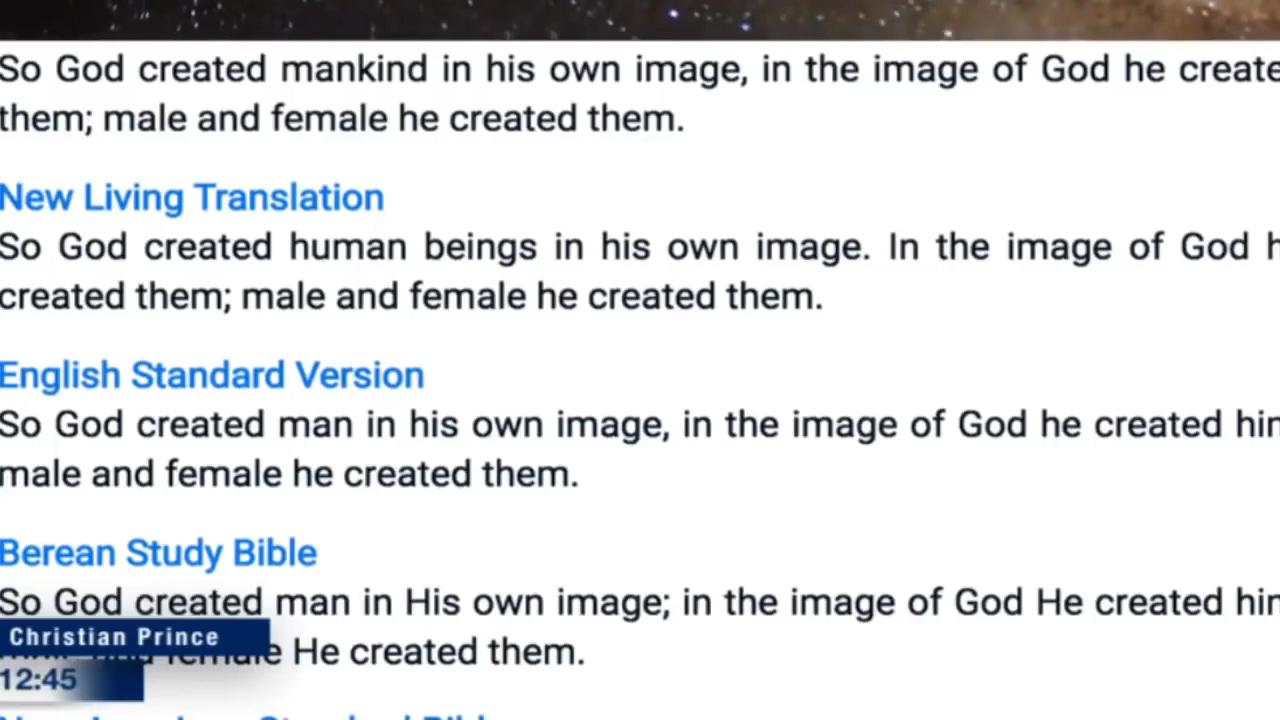 So God created mankind in his own image, in the image of God he create
them; male and female he created them.
New Living Translation
So God created human beings in his own image. In the image of God h
created them; male and female he created them.
English Standard Version
So God created man in his own image, in the image of God he created hin
male and female he created them.
Berean Study Bible
So God created man in His own image; in the image of God He created hin
Christian Prince
and female He created them.
12:45